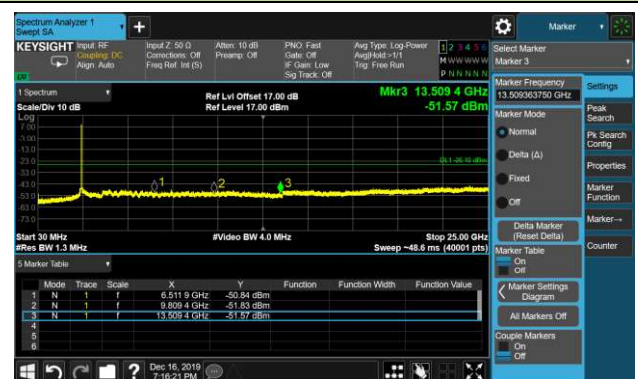 Spectrum Analyzer 1
Swept SA
Marker
KEYSIGHT
Input: RF
Coupling: DC
Align: Auto
Input Z: 50 Ω
Corrections: Off
Freq Ref: Int (S)
Atten: 10 dB
Preamp: Off
PNO: Fast
Gate: Off
IF Gain: Low
Sig Track: Off
Avg Type: Log-Power
Avg|Hold:>1/1
Trig: Free Run
1 2 3 4 5 6
M W W W W W
P N N N N N
Select Marker
Marker 3
1 Spectrum
Scale/Div 10 dB
Log
Ref Lvl Offset 17.00 dB
Ref Level 17.00 dBm
Mkr3 13.509 4 GHz
-51.57 dBm
7.00
-3.00
-13.0
-23.0
-33.0
-43.0
-53.0
-63.0
-73.0
1
2
3
Start 30 MHz
#Res BW 1.3 MHz
#Video BW 4.0 MHz
Stop 25.00 GHz
Sweep ~48.6 ms (40001 pts)
5 Marker Table
Mode Trace Scale X Y Function Function Width Function Value
1 N 1 f 6.511 9 GHz -50.84 dBm
2 N 1 f 9.809 4 GHz -51.83 dBm
3 N 1 f 13.509 4 GHz -51.57 dBm
4
5
6
Dec 16, 2019
7:16:21 PM
Marker Frequency
13.509363750 GHz
Marker Mode
Normal
Delta (Δ)
Fixed
Off
Delta Marker
(Reset Delta)
Marker Table
On
Off
Marker Settings
Diagram
All Markers Off
Couple Markers
On
Off
Settings
Peak
Search
Pk Search
Config
Properties
Marker
Function
Marker→
Counter